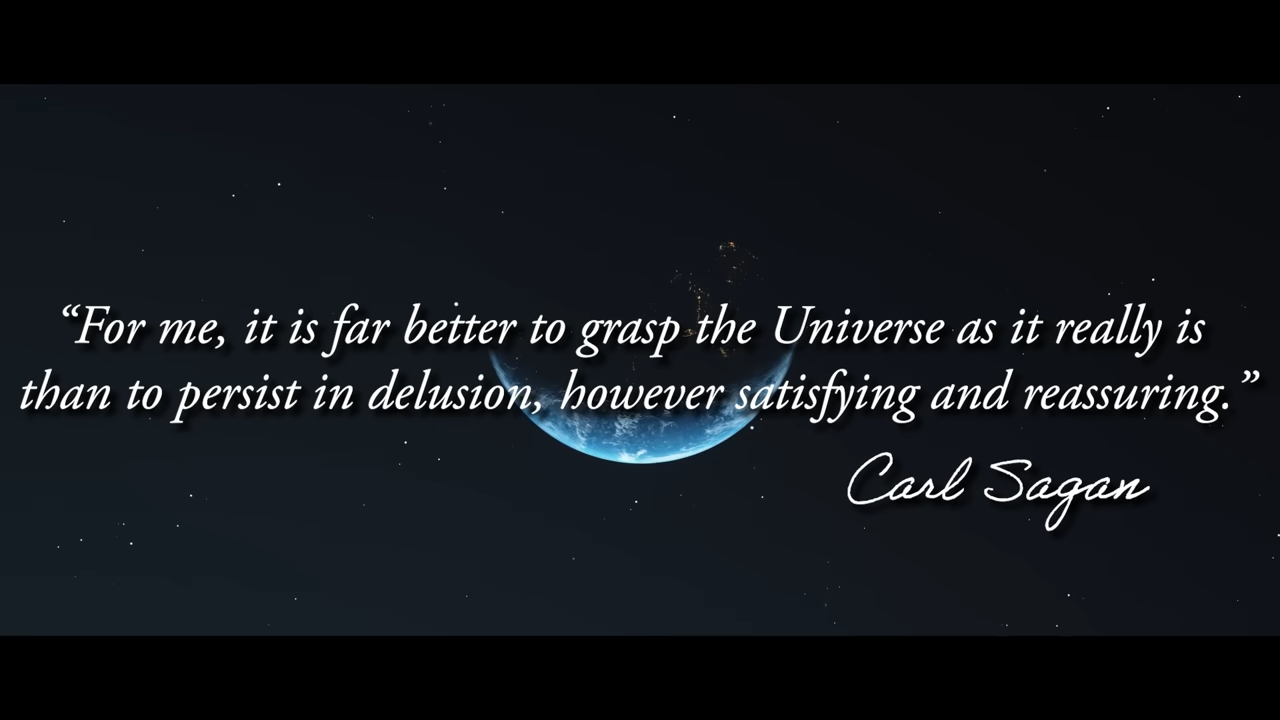 “For me, it is far better to grasp the Universe as it really is
than to persist in delusion, however satisfying and reassuring.”
Carl Sagan